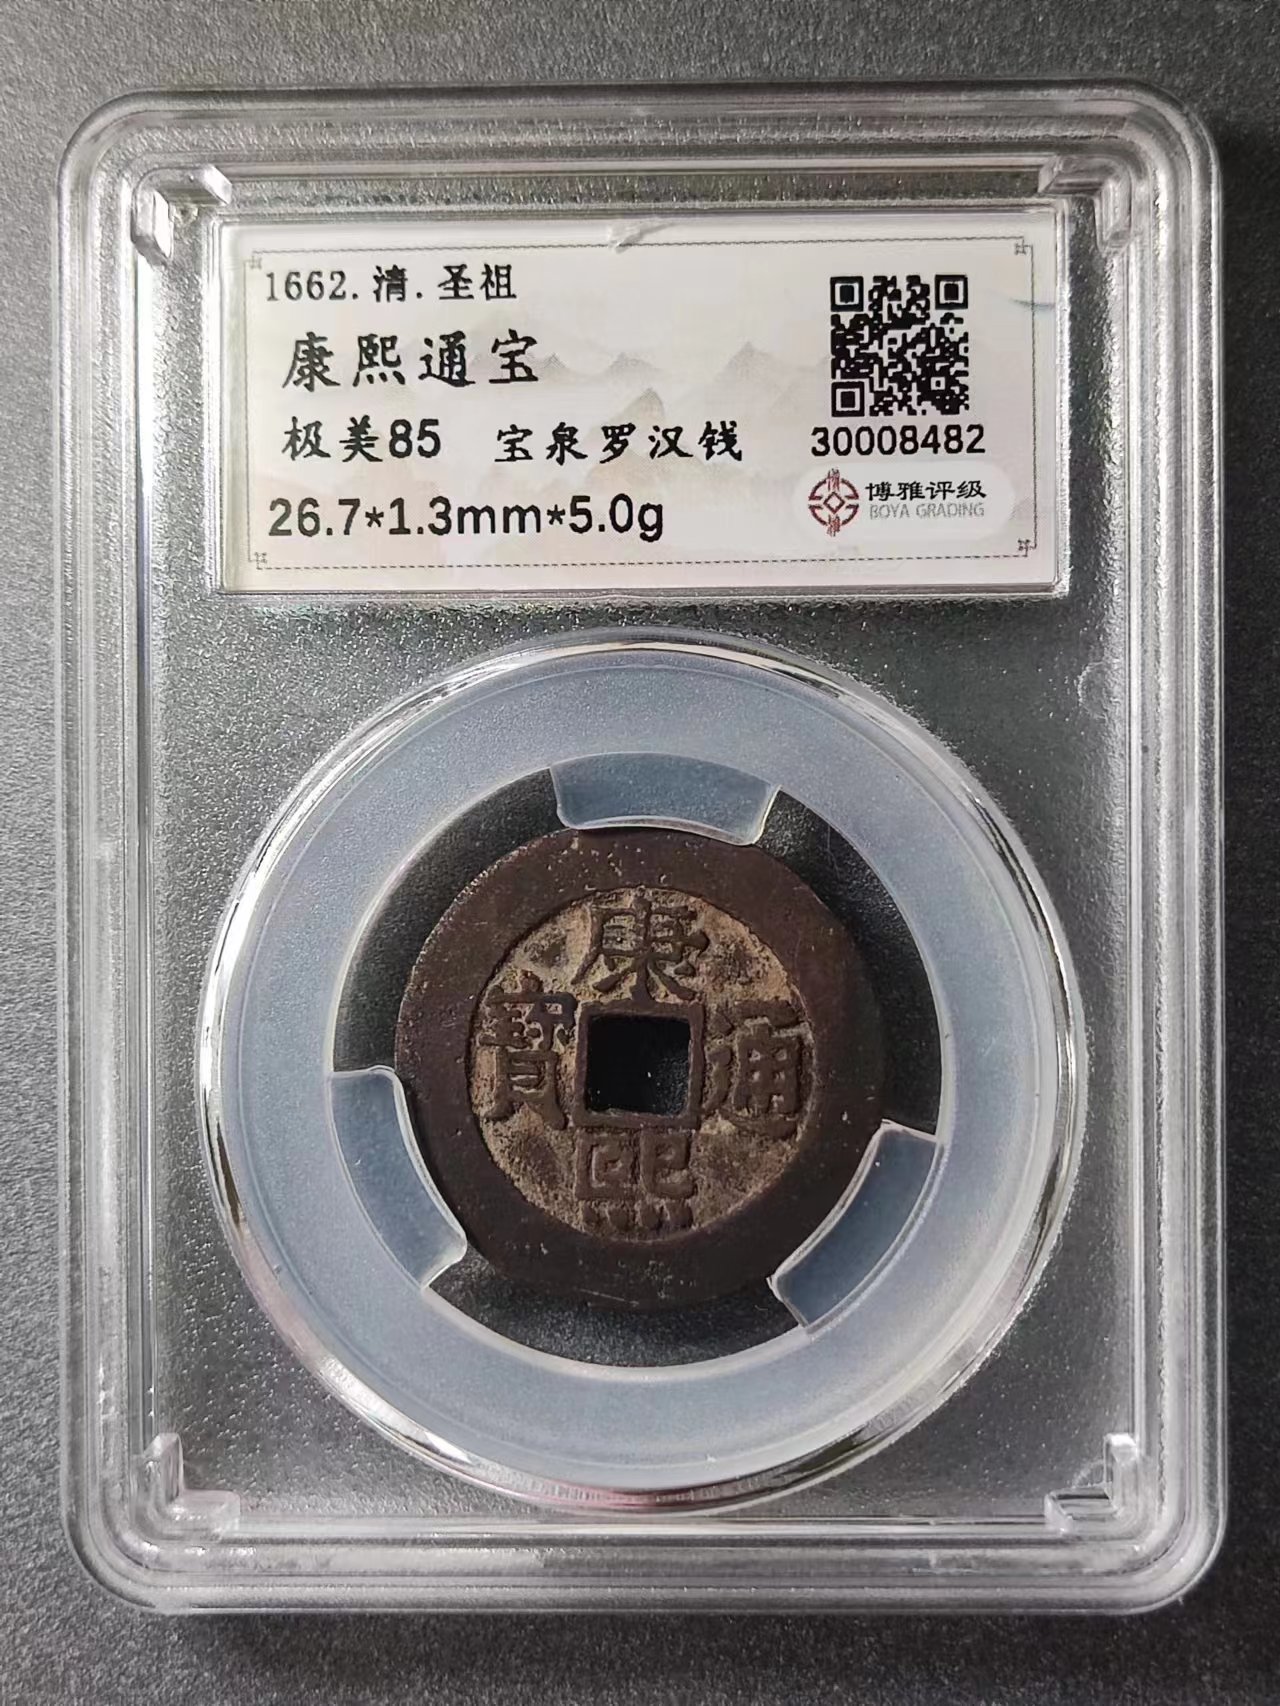 1662.清.圣祖
康熙通宝
极美85 宝泉罗汉钱
26.7*1.3mm*5.0g
30008482
博雅评级
BOYA GRADING
康
寶 通
熙